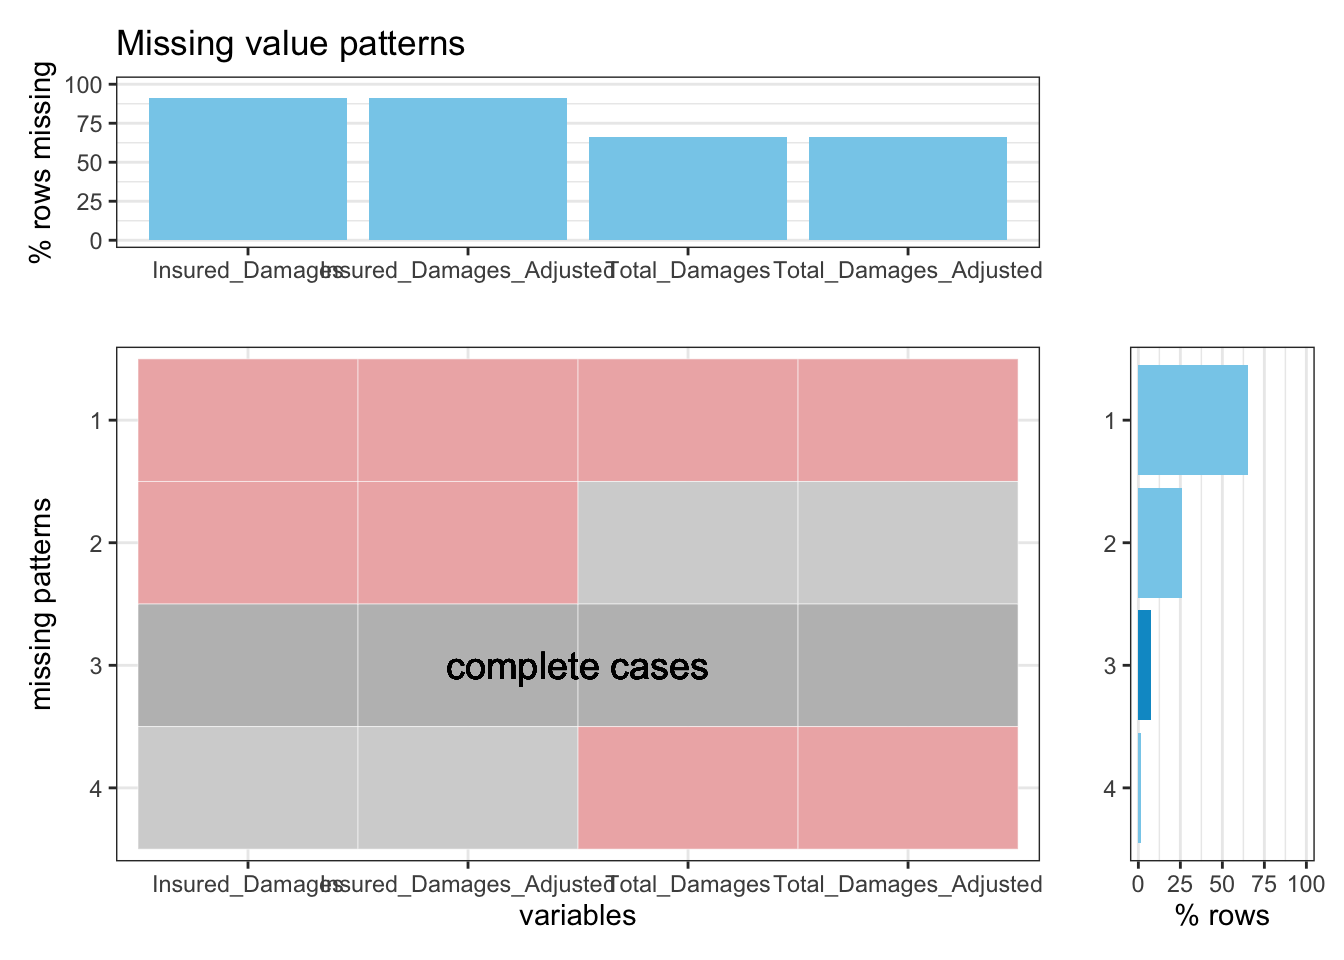 Missing value patterns
% rows missing
100
75
50
25
0
Insured_Damages Insured_Damages_Adjusted Total_Damages Total_Damages_Adjusted
missing patterns
1
2
3
4
complete cases
Insured_Damages Insured_Damages_Adjusted Total_Damages Total_Damages_Adjusted
variables
1
2
3
4
0 25 50 75 100
% rows